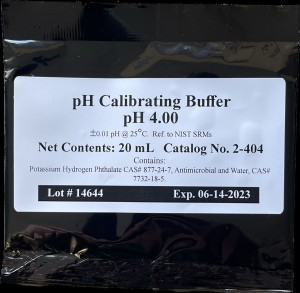 pH Calibrating Buffer
pH 4.00
±0.01 pH @ 25°C. Ref. to NIST SRMs
Net Contents: 20 mL Catalog No. 2-404
Contains:
Potassium Hydrogen Phthalate CAS# 877-24-7, Antimicrobial and Water, CAS#
7732-18-5.
Lot # 14644 Exp. 06-14-2023